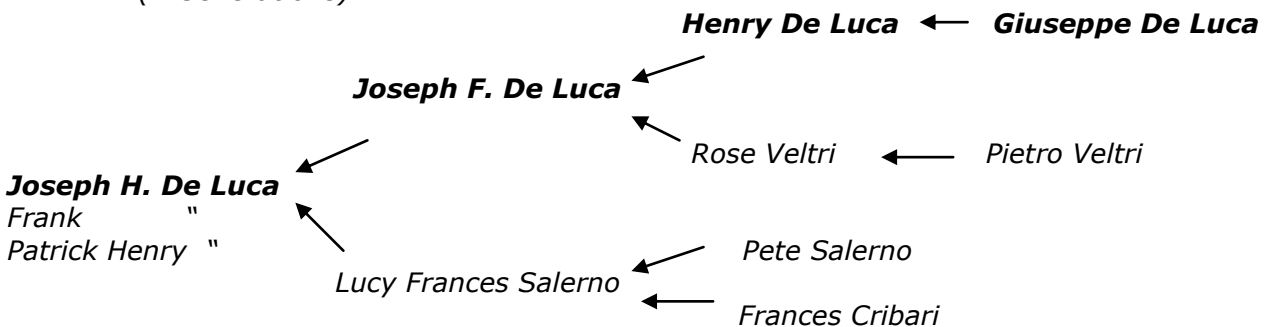 Henry De Luca Giuseppe De Luca
Joseph F. De Luca
Rose Veltri Pietro Veltri
Joseph H. De Luca
Frank "
Patrick Henry "
Pete Salerno
Lucy Frances Salerno
Frances Cribari